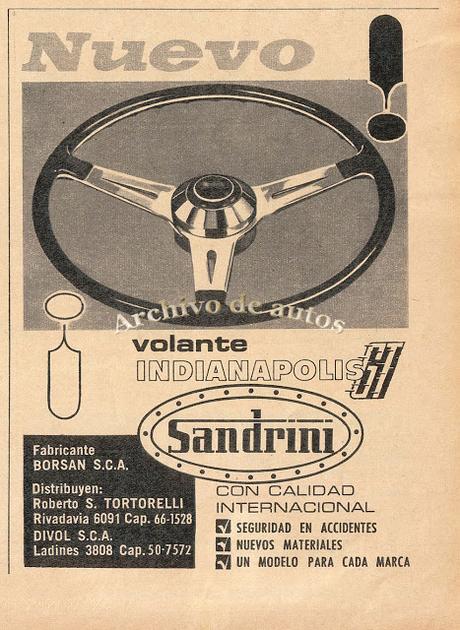 Nuevo
Archivo de autos
volante
INDIANAPOLIS
Sandrini
Fabricante
BORSAN S.C.A.
Distribuyen:
Roberto S. TORTORELLI
Rivadavia 6091 Cap. 66-1528
DIVOL S.C.A.
Ladines 3808 Cap. 50-7572
CON CALIDAD
INTERNACIONAL
SEGURIDAD EN ACCIDENTES
NUEVOS MATERIALES
UN MODELO PARA CADA MARCA